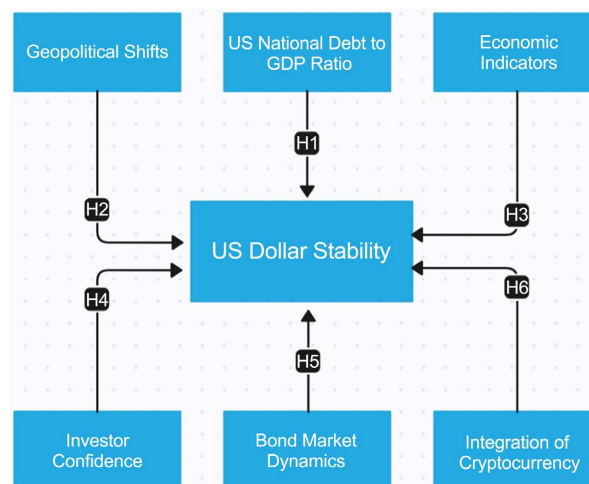 Geopolitical Shifts
US National Debt to
GDP Ratio
Economic
Indicators
H1
H2
H3
US Dollar Stability
H4
H6
H5
Investor
Confidence
Bond Market
Dynamics
Integration of
Cryptocurrency